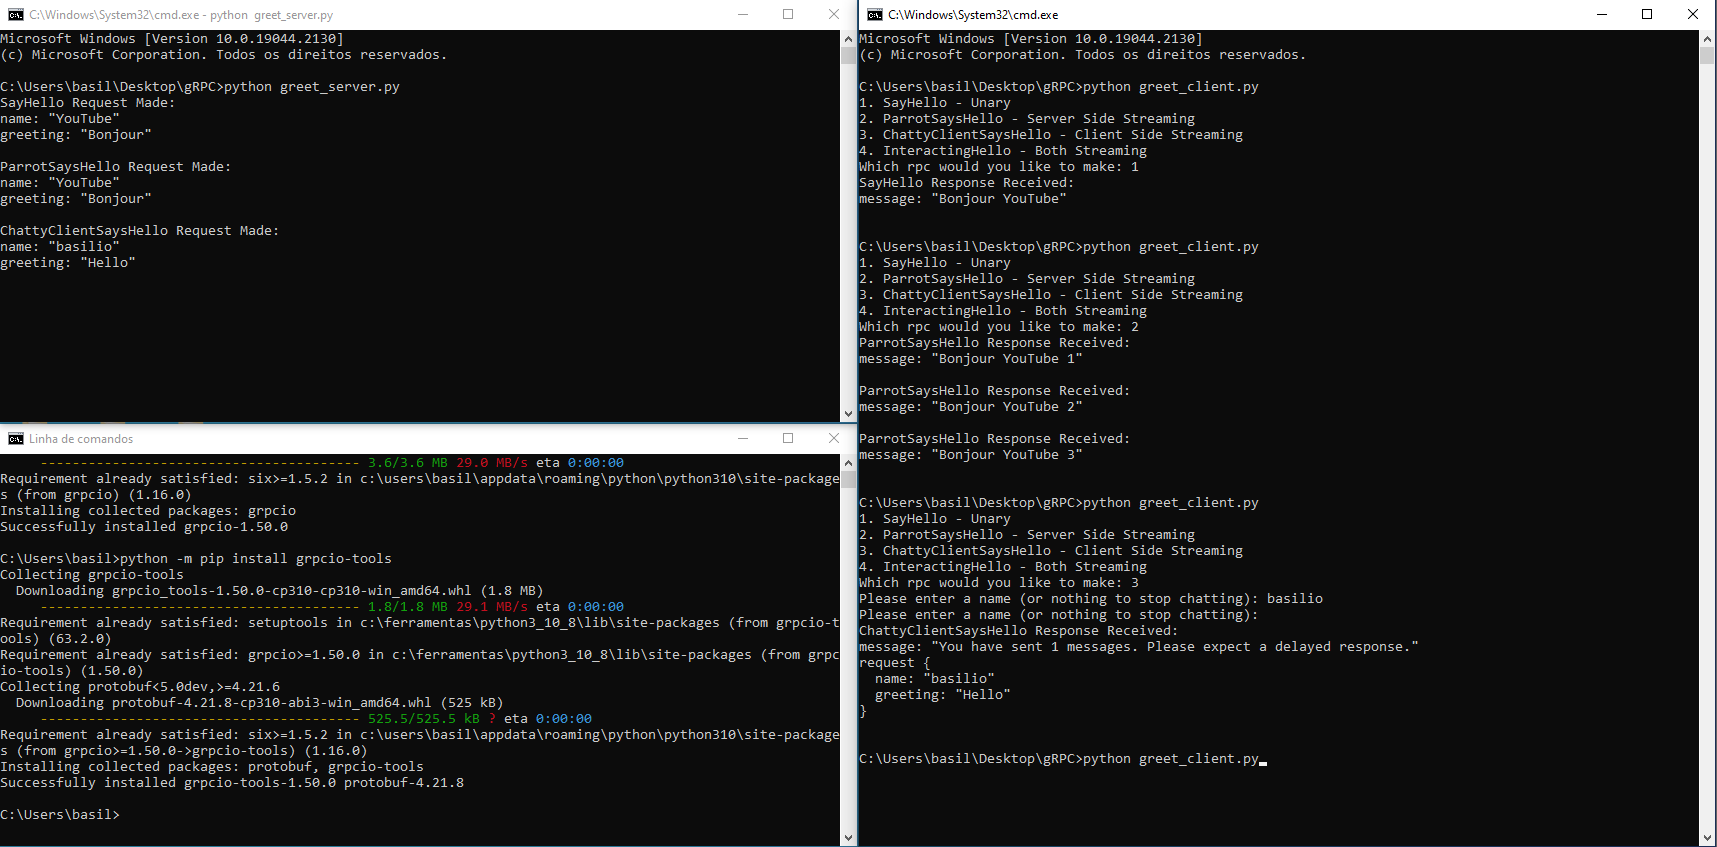 C:\Windows\System32\cmd.exe - python  greet_server.py
Microsoft Windows [Version 10.0.19044.2130]
(c) Microsoft Corporation. Todos os direitos reservados.
C:\Users\basil\Desktop\gRPC>python greet_server.py
SayHello Request Made:
name: "YouTube"
greeting: "Bonjour"
ParrotSaysHello Request Made:
name: "YouTube"
greeting: "Bonjour"
ChattyClientSaysHello Request Made:
name: "basilio"
greeting: "Hello"
Linha de comandos
---------------------------------------- 3.6/3.6 MB 29.0 MB/s eta 0:00:00
Requirement already satisfied: six>=1.5.2 in c:\users\basil\appdata\roaming\python\python310\site-package
s (from grpcio) (1.16.0)
Installing collected packages: grpcio
Successfully installed grpcio-1.50.0
C:\Users\basil>python -m pip install grpcio-tools
Collecting grpcio-tools
  Downloading grpcio_tools-1.50.0-cp310-cp310-win_amd64.whl (1.8 MB)
---------------------------------------- 1.8/1.8 MB 29.1 MB/s eta 0:00:00
Requirement already satisfied: setuptools in c:\ferramentas\python3_10_8\lib\site-packages (from grpcio-t
ools) (63.2.0)
Requirement already satisfied: grpcio>=1.50.0 in c:\ferramentas\python3_10_8\lib\site-packages (from grpc
io-tools) (1.50.0)
Collecting protobuf<5.0dev,>=4.21.6
  Downloading protobuf-4.21.8-cp310-abi3-win_amd64.whl (525 kB)
---------------------------------------- 525.5/525.5 kB ? eta 0:00:00
Requirement already satisfied: six>=1.5.2 in c:\users\basil\appdata\roaming\python\python310\site-package
s (from grpcio>=1.50.0->grpcio-tools) (1.16.0)
Installing collected packages: protobuf, grpcio-tools
Successfully installed grpcio-tools-1.50.0 protobuf-4.21.8
C:\Users\basil>
C:\Windows\System32\cmd.exe
Microsoft Windows [Version 10.0.19044.2130]
(c) Microsoft Corporation. Todos os direitos reservados.
C:\Users\basil\Desktop\gRPC>python greet_client.py
1. SayHello - Unary
2. ParrotSaysHello - Server Side Streaming
3. ChattyClientSaysHello - Client Side Streaming
4. InteractingHello - Both Streaming
Which rpc would you like to make: 1
SayHello Response Received:
message: "Bonjour YouTube"
C:\Users\basil\Desktop\gRPC>python greet_client.py
1. SayHello - Unary
2. ParrotSaysHello - Server Side Streaming
3. ChattyClientSaysHello - Client Side Streaming
4. InteractingHello - Both Streaming
Which rpc would you like to make: 2
ParrotSaysHello Response Received:
message: "Bonjour YouTube 1"
ParrotSaysHello Response Received:
message: "Bonjour YouTube 2"
ParrotSaysHello Response Received:
message: "Bonjour YouTube 3"
C:\Users\basil\Desktop\gRPC>python greet_client.py
1. SayHello - Unary
2. ParrotSaysHello - Server Side Streaming
3. ChattyClientSaysHello - Client Side Streaming
4. InteractingHello - Both Streaming
Which rpc would you like to make: 3
Please enter a name (or nothing to stop chatting): basilio
Please enter a name (or nothing to stop chatting):
ChattyClientSaysHello Response Received:
message: "You have sent 1 messages. Please expect a delayed response."
request {
  name: "basilio"
  greeting: "Hello"
}
C:\Users\basil\Desktop\gRPC>python greet_client.py